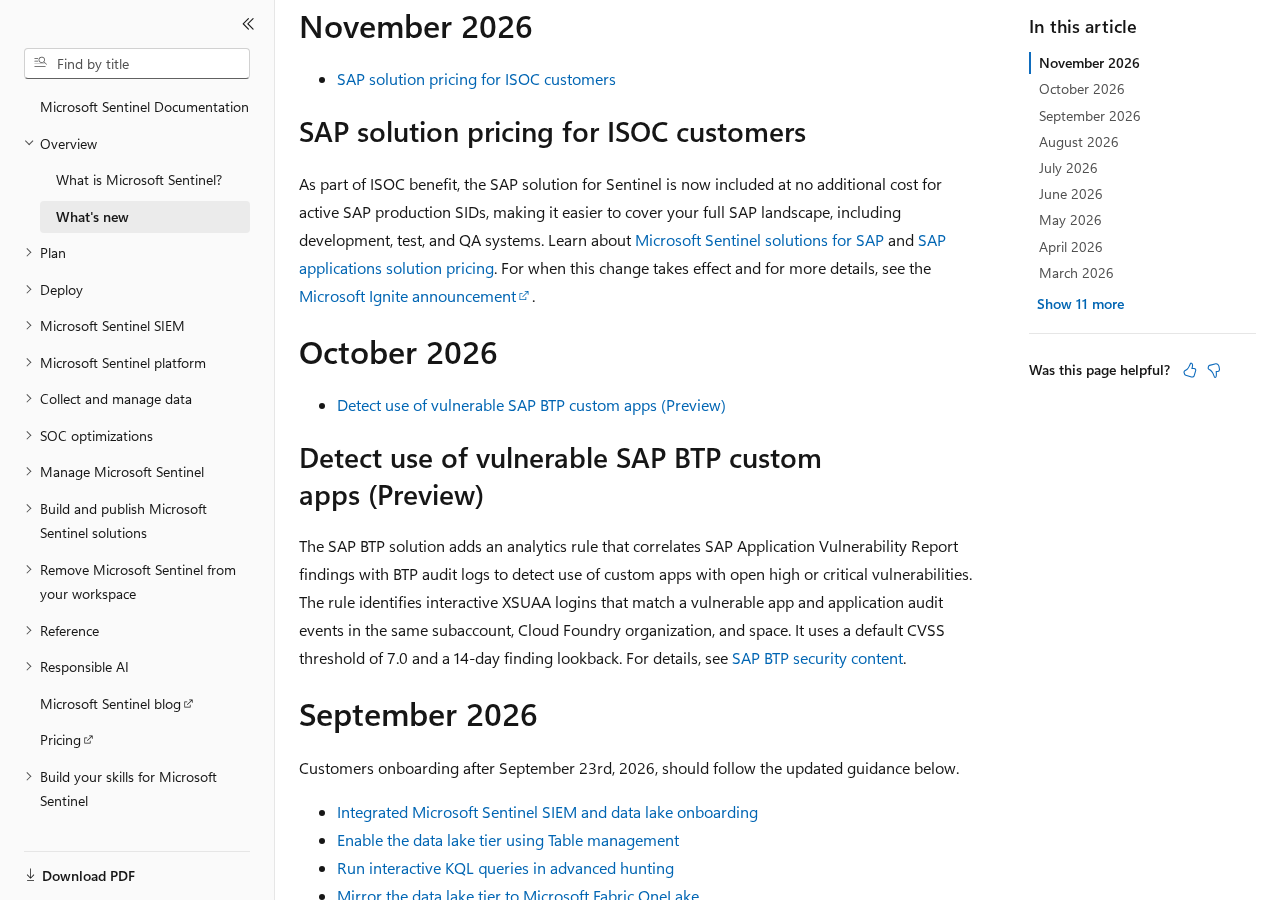 Find by title
Microsoft Sentinel Documentation
Overview
What is Microsoft Sentinel?
What's new
Plan
Deploy
Microsoft Sentinel SIEM
Microsoft Sentinel platform
Collect and manage data
SOC optimizations
Manage Microsoft Sentinel
Build and publish Microsoft
Sentinel solutions
Remove Microsoft Sentinel from
your workspace
Reference
Responsible AI
Microsoft Sentinel blog
Pricing
Build your skills for Microsoft
Sentinel
Download PDF
November 2026
SAP solution pricing for ISOC customers
SAP solution pricing for ISOC customers
As part of ISOC benefit, the SAP solution for Sentinel is now included at no additional cost for
active SAP production SIDs, making it easier to cover your full SAP landscape, including
development, test, and QA systems. Learn about Microsoft Sentinel solutions for SAP and SAP
applications solution pricing. For when this change takes effect and for more details, see the
Microsoft Ignite announcement .
October 2026
Detect use of vulnerable SAP BTP custom apps (Preview)
Detect use of vulnerable SAP BTP custom
apps (Preview)
The SAP BTP solution adds an analytics rule that correlates SAP Application Vulnerability Report
findings with BTP audit logs to detect use of custom apps with open high or critical vulnerabilities.
The rule identifies interactive XSUAA logins that match a vulnerable app and application audit
events in the same subaccount, Cloud Foundry organization, and space. It uses a default CVSS
threshold of 7.0 and a 14-day finding lookback. For details, see SAP BTP security content.
September 2026
Customers onboarding after September 23rd, 2026, should follow the updated guidance below.
Integrated Microsoft Sentinel SIEM and data lake onboarding
Enable the data lake tier using Table management
Run interactive KQL queries in advanced hunting
Mirror the data lake tier to Microsoft Fabric OneLake
In this article
November 2026
October 2026
September 2026
August 2026
July 2026
June 2026
May 2026
April 2026
March 2026
Show 11 more
Was this page helpful?